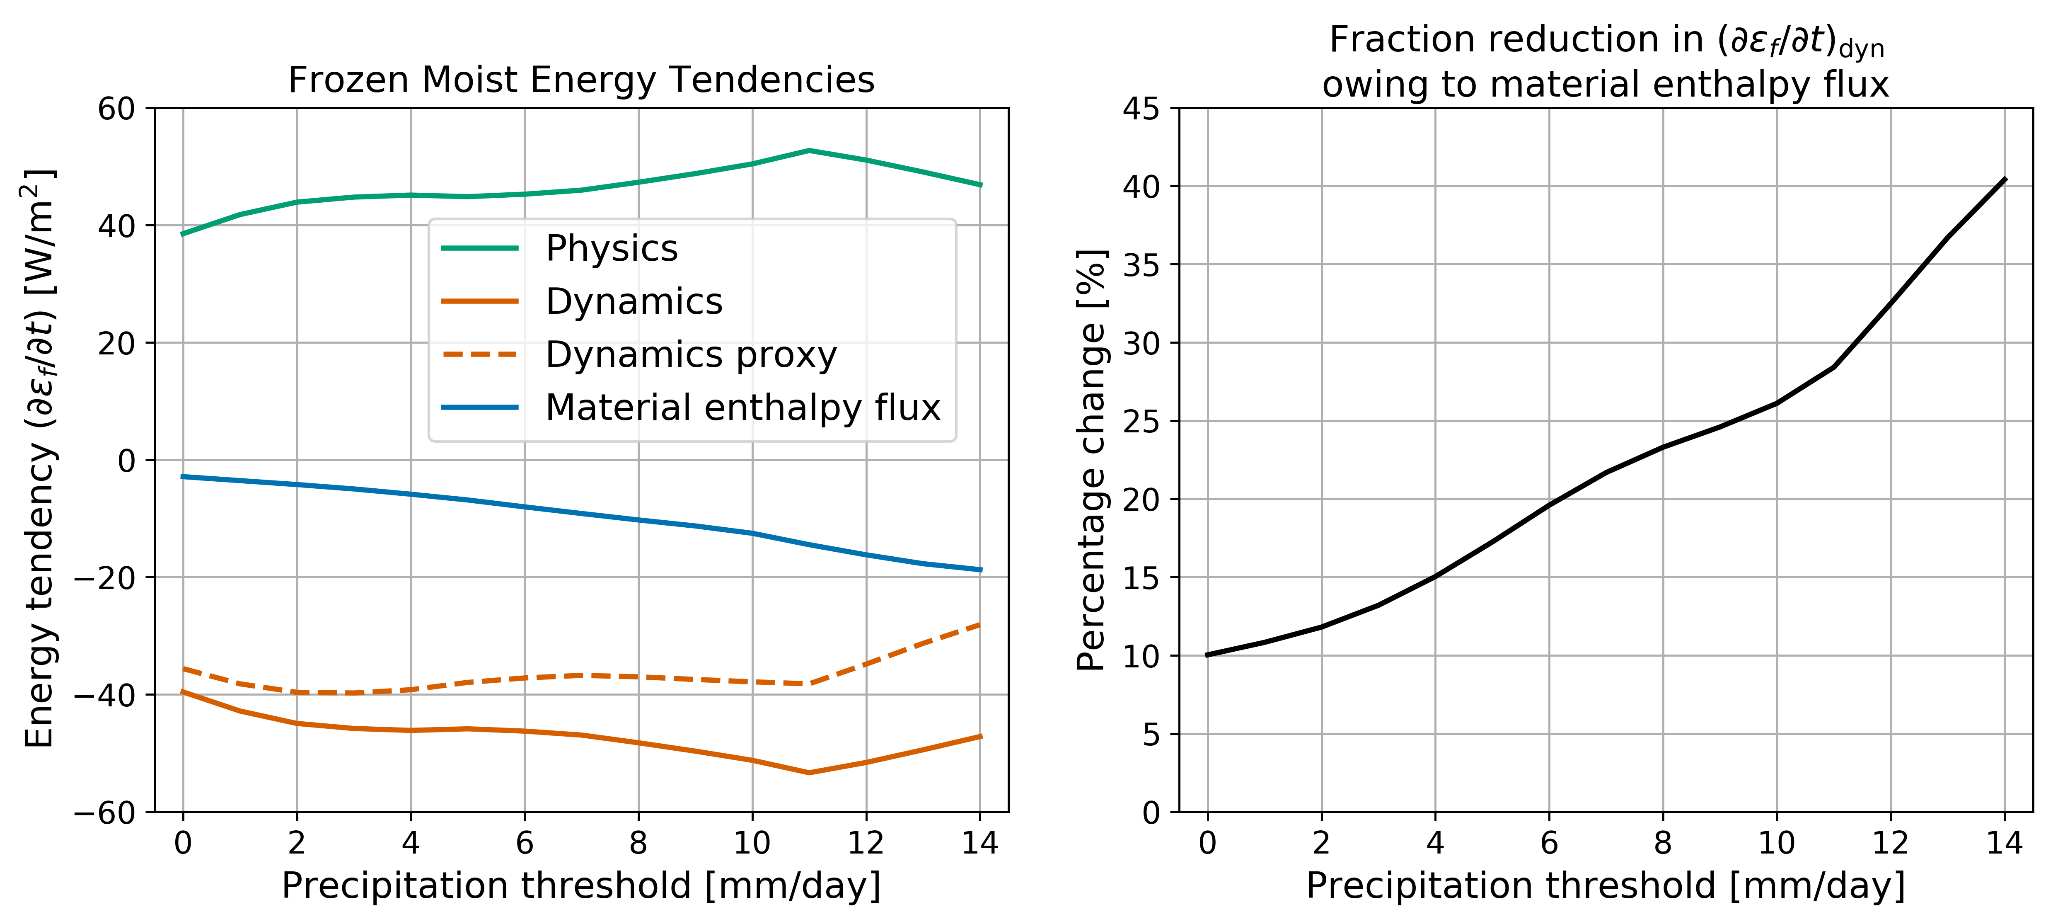 Frozen Moist Energy Tendencies
60
40
20
0
−20
−40
−60
Energy tendency (∂ε_f/∂t) [W/m²]
Physics
Dynamics
Dynamics proxy
Material enthalpy flux
0 2 4 6 8 10 12 14
Precipitation threshold [mm/day]
Fraction reduction in (∂ε_f/∂t)_dyn
owing to material enthalpy flux
45
40
35
30
25
20
15
10
5
0
Percentage change [%]
0 2 4 6 8 10 12 14
Precipitation threshold [mm/day]